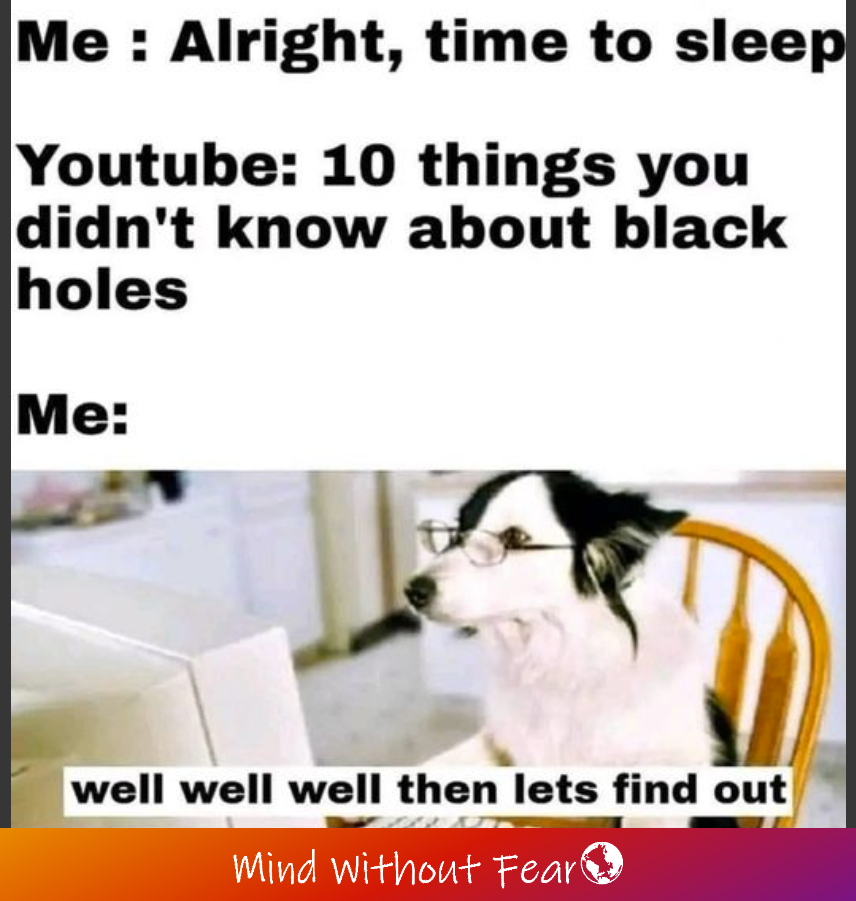 Me : Alright, time to sleep
Youtube: 10 things you
didn't know about black
holes
Me:
well well well then lets find out
Mind Without Fear